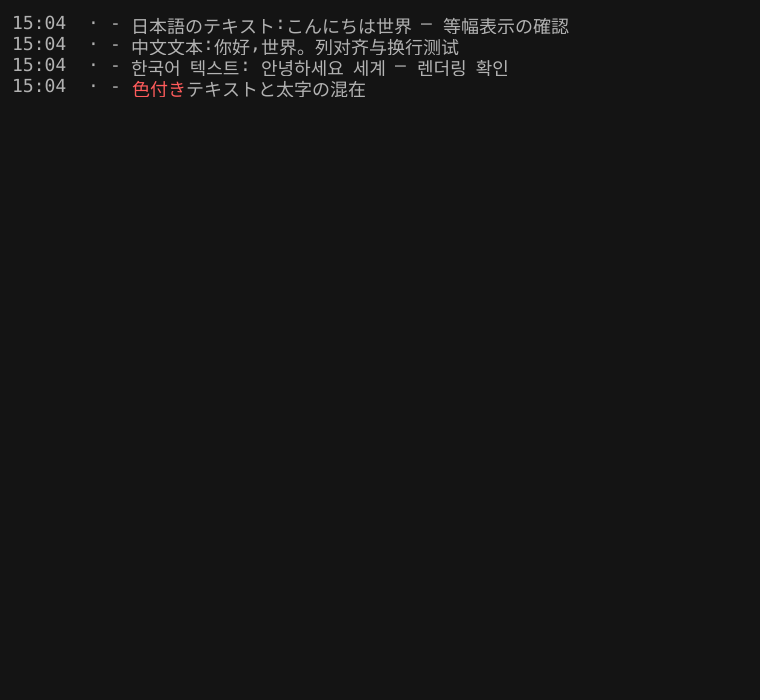 15:04  · - 日本語のテキスト:こんにちは世界 — 等幅表示の確認
15:04  · - 中文文本:你好,世界。列对齐与换行测试
15:04  · - 한국어 텍스트: 안녕하세요 세계 — 렌더링 확인
15:04  · - 色付きテキストと太字の混在